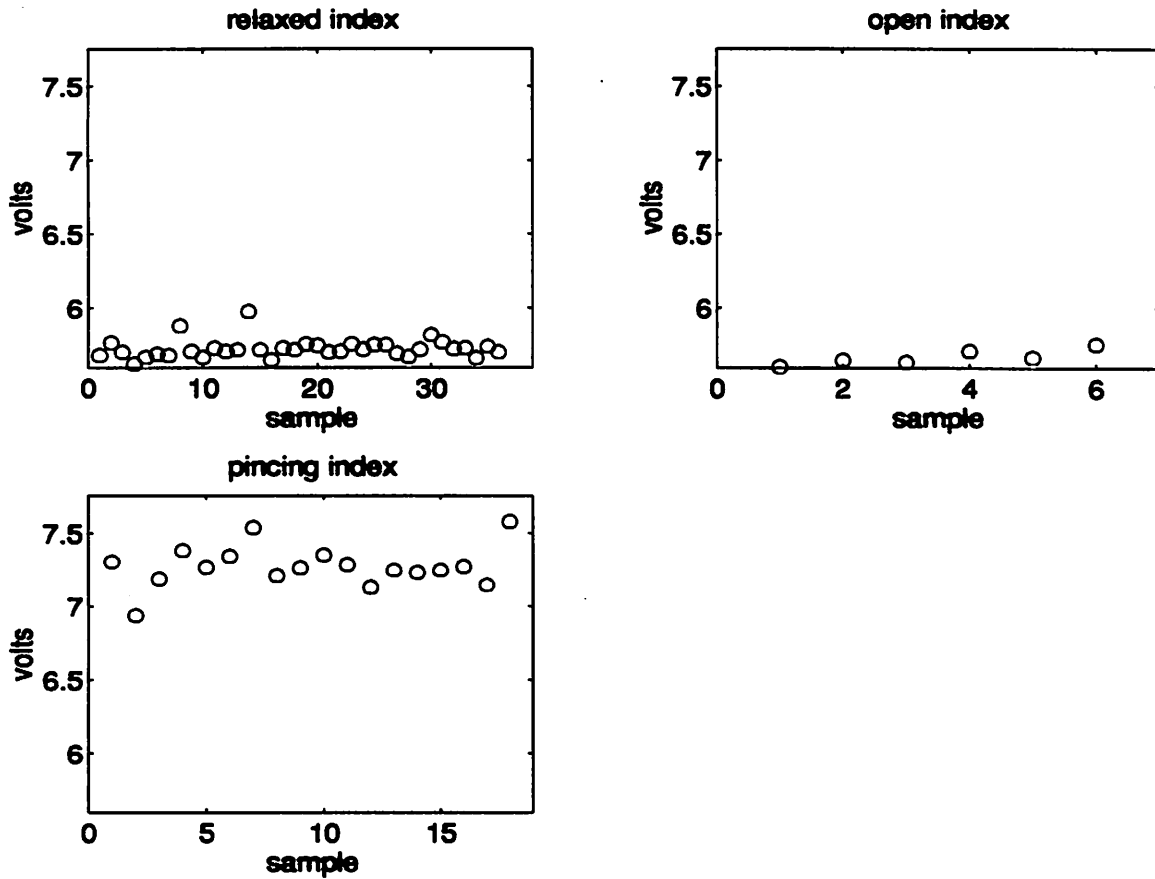 relaxed index
7.5
7
6.5
6
volts
0 10 20 30
sample
open index
7.5
7
6.5
6
volts
0 2 4 6
sample
pincing index
7.5
7
6.5
6
volts
0 5 10 15
sample